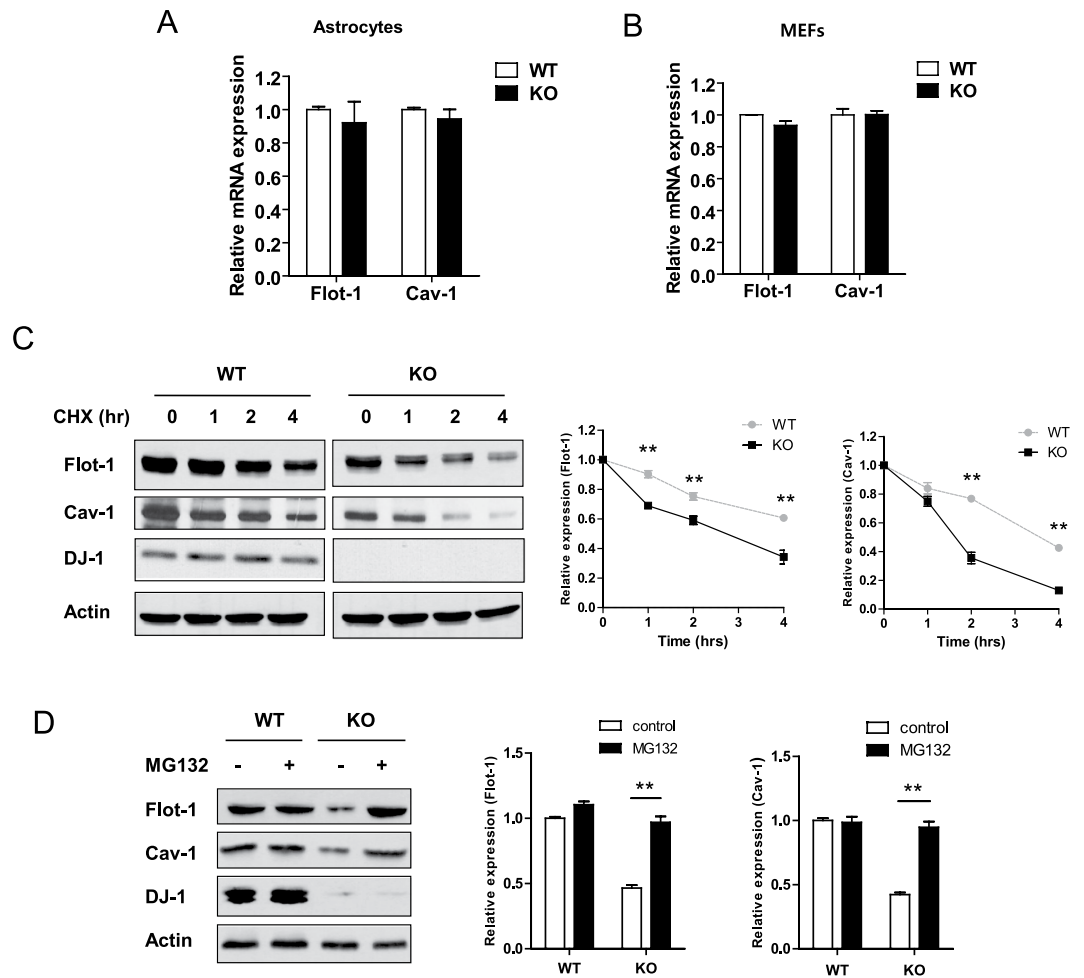 A
Astrocytes
Relative mRNA expression
1.2
1.0
0.8
0.6
0.4
0.2
0.0
Flot-1 Cav-1
WT
KO
B
MEFs
Relative mRNA expression
1.2
1.0
0.8
0.6
0.4
0.2
0.0
Flot-1 Cav-1
WT
KO
C
WT KO
CHX (hr) 0 1 2 4 0 1 2 4
Flot-1
Cav-1
DJ-1
Actin
WT
KO
Relative expression (Flot-1)
1.2
1.0
0.8
0.6
0.4
0.2
0.0
** ** **
0 1 2 3 4
Time (hrs)
WT
KO
Relative expression (Cav-1)
1.2
1.0
0.8
0.6
0.4
0.2
0.0
** **
0 1 2 3 4
Time (hrs)
D
WT KO
MG132 - + - +
Flot-1
Cav-1
DJ-1
Actin
control
MG132
Relative expression (Flot-1)
1.5
1.0
0.5
0.0
**
WT KO
control
MG132
Relative expression (Cav-1)
1.5
1.0
0.5
0.0
**
WT KO